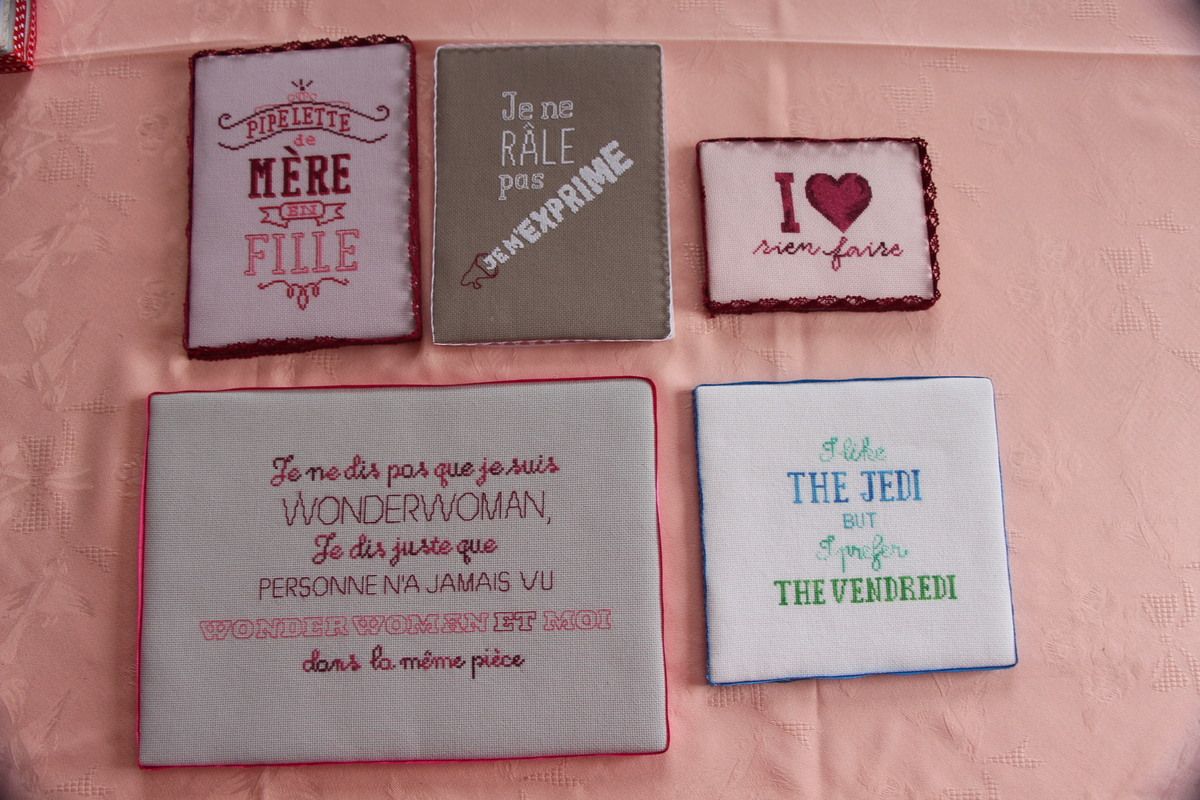 PIPELETTE
de
MÈRE
EN
FILLE
Je ne
RÂLE
pas
JE M'EXPRIME
I ❤
rien faire
Je ne dis pas que je suis
WONDERWOMAN,
Je dis juste que
PERSONNE N'A JAMAIS VU
WONDER WOMEN ET MOI
dans la même pièce
I like
THE JEDI
BUT
I prefer
THE VENDREDI